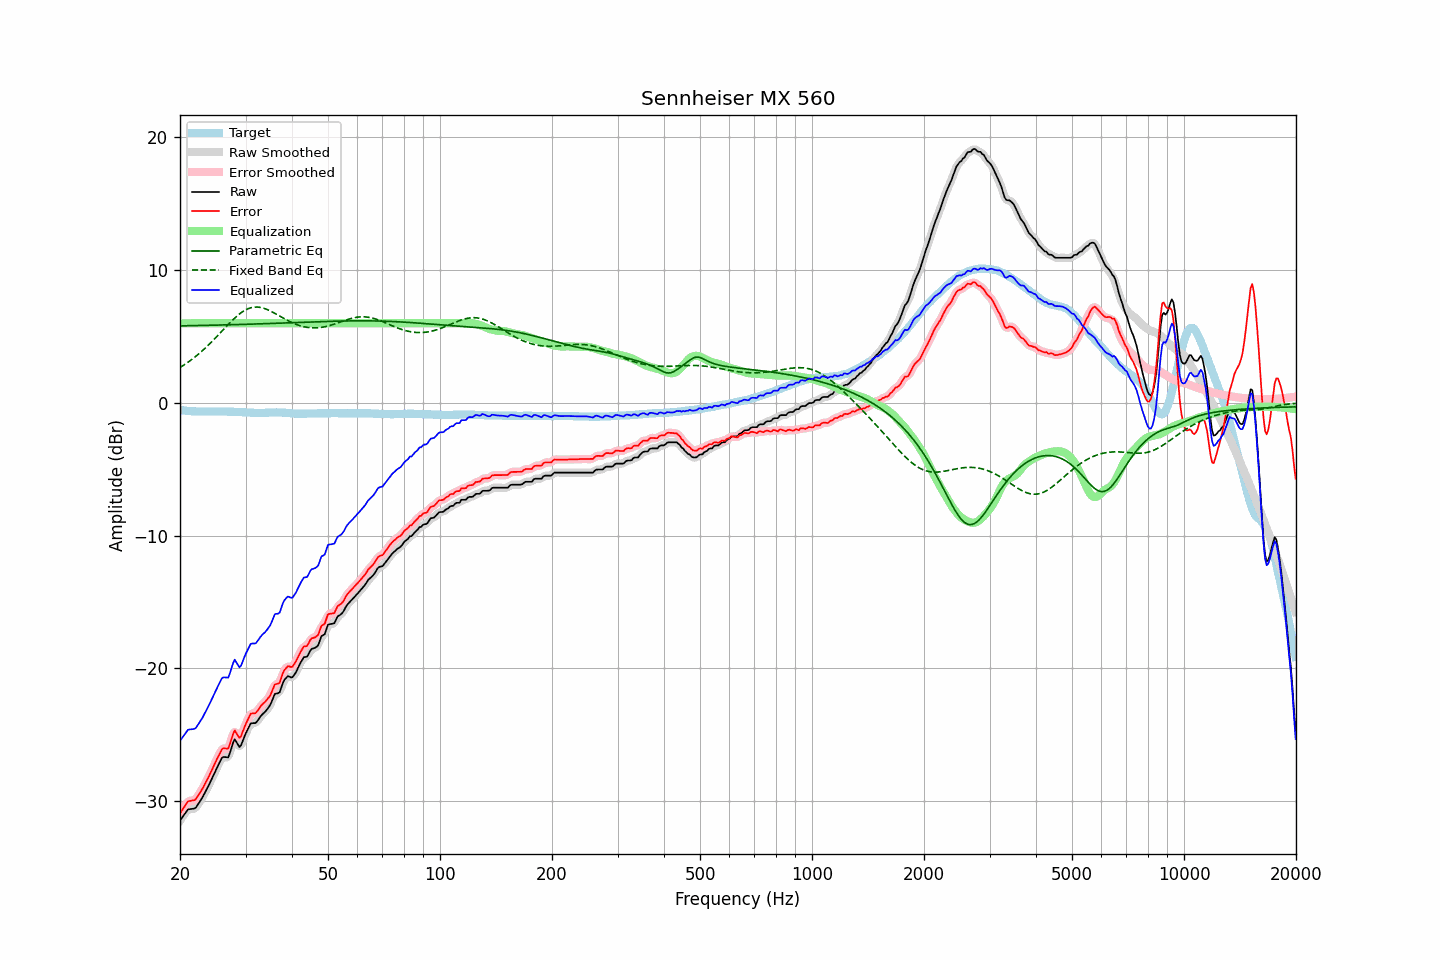 Sennheiser MX 560
Target
Raw Smoothed
Error Smoothed
Raw
Error
Equalization
Parametric Eq
Fixed Band Eq
Equalized
Amplitude (dBr)
20
10
0
−10
−20
−30
20 50 100 200 500 1000 2000 5000 10000 20000
Frequency (Hz)